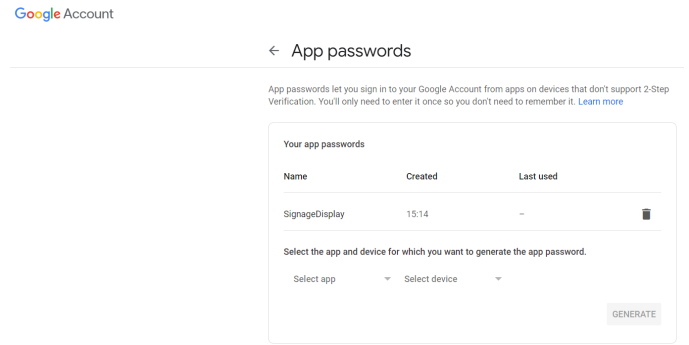 Google Account
App passwords
App passwords let you sign in to your Google Account from apps on devices that don't support 2-Step
Verification. You'll only need to enter it once so you don't need to remember it. Learn more
Your app passwords
Name Created Last used
SignageDisplay 15:14 –
Select the app and device for which you want to generate the app password.
Select app Select device
GENERATE